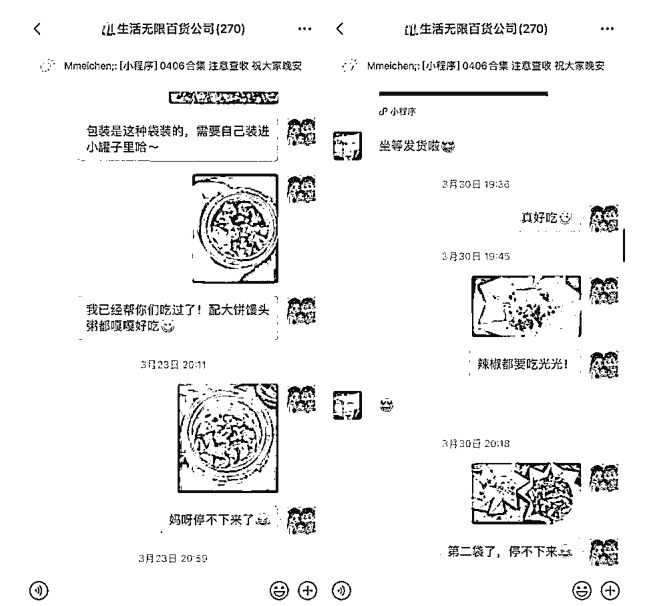 生活无限百货公司(270)
Mmeichen;: [小程序] 0406合集 注意查收 祝大家晚安
包装是这种袋装的，需要自己装进
小罐子里哈～
我已经帮你们吃过了！配大饼馒头
粥都嘎嘎好吃
3月23日 20:11
妈呀停不下来了
3月23日 20:59
生活无限百货公司(270)
Mmeichen;: [小程序] 0406合集 注意查收 祝大家晚安
小程序
坐等发货啦
3月30日 19:36
真好吃
3月30日 19:45
辣椒都要吃光光！
3月30日 20:18
第二袋了，停不下来